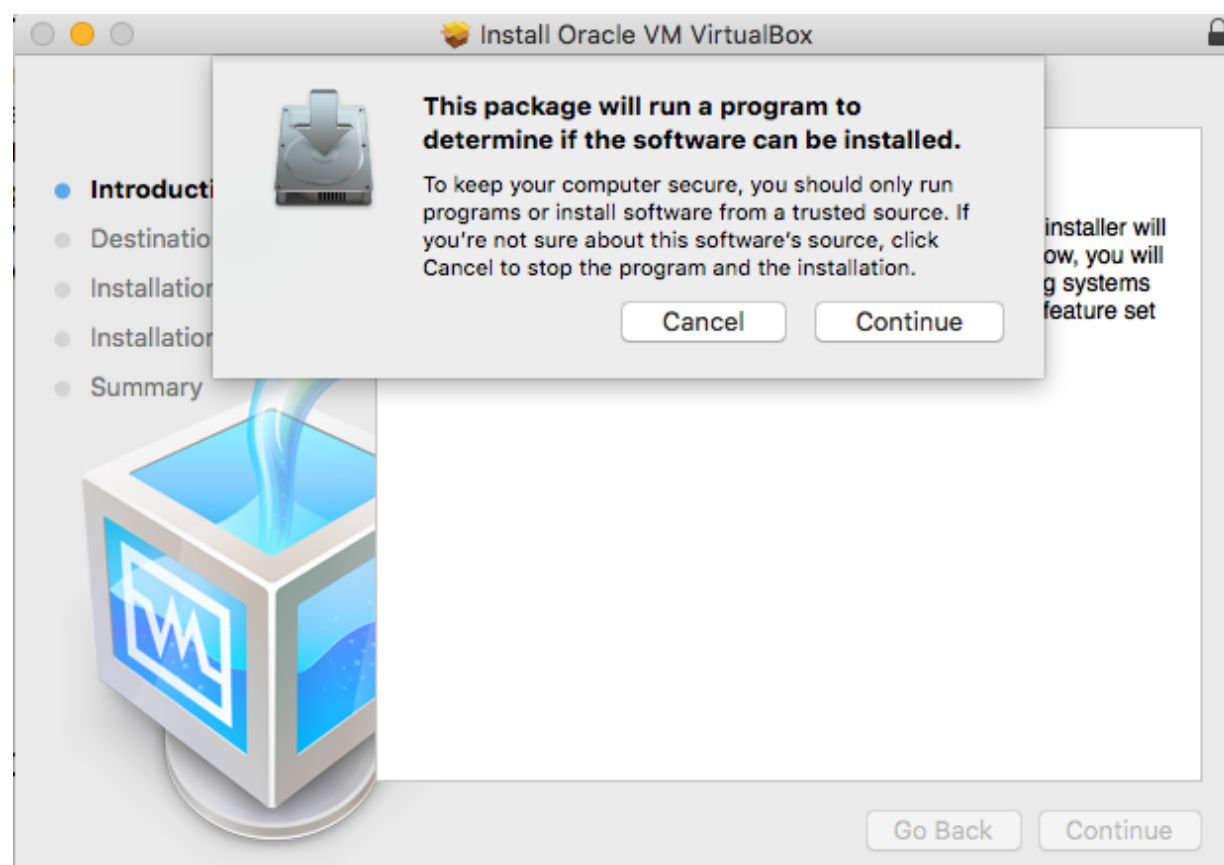 Install Oracle VM VirtualBox
This package will run a program to
determine if the software can be installed.
To keep your computer secure, you should only run
programs or install software from a trusted source. If
you're not sure about this software's source, click
Cancel to stop the program and the installation.
Cancel
Continue
Introducti
Destinatio
Installation
Installation
Summary
installer will
ow, you will
g systems
feature set
VM
Go Back
Continue